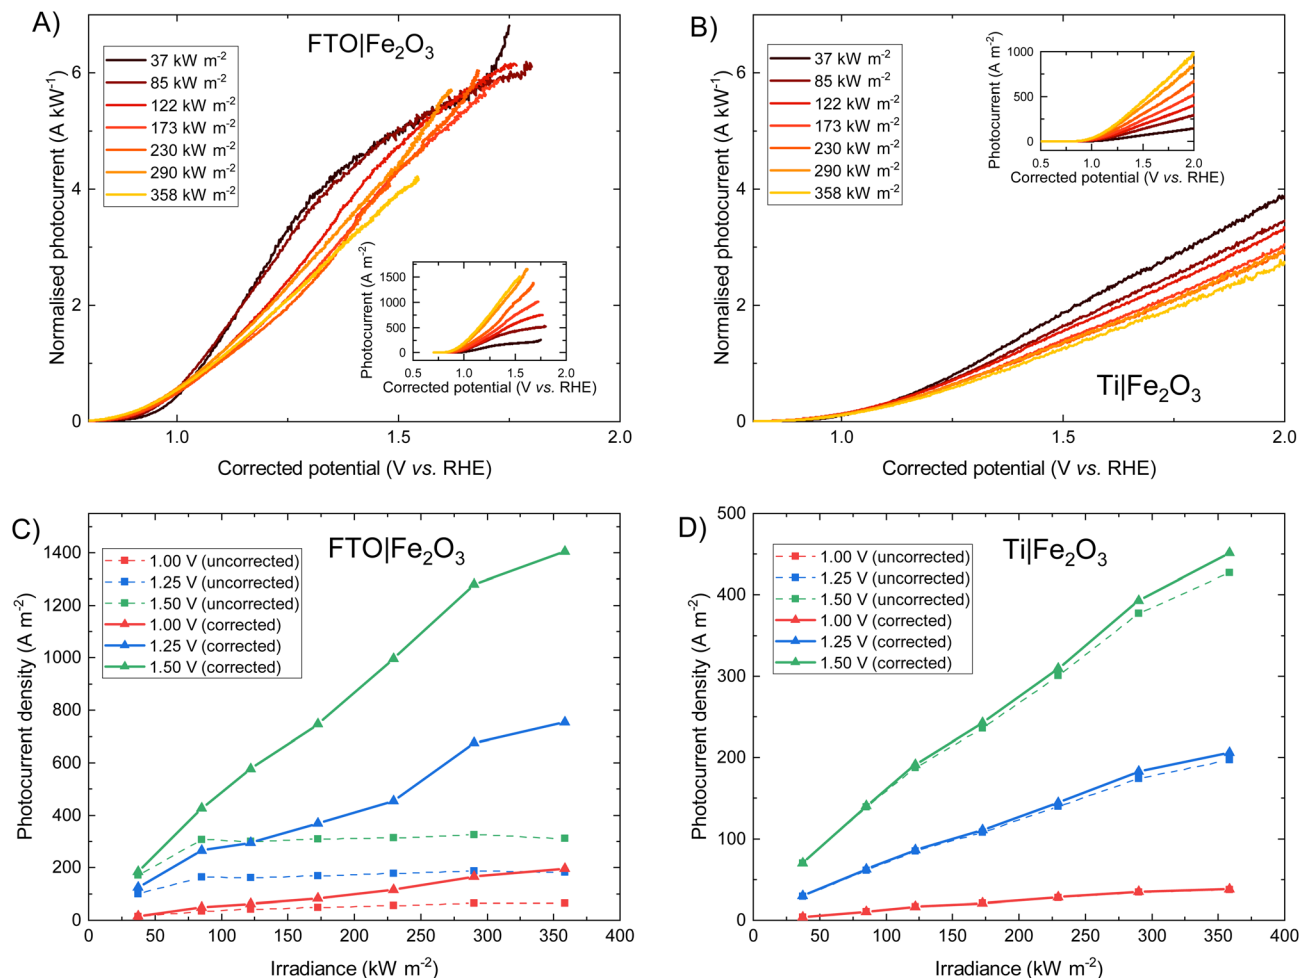 A)
FTO|Fe₂O₃
37 kW m⁻²
85 kW m⁻²
122 kW m⁻²
173 kW m⁻²
230 kW m⁻²
290 kW m⁻²
358 kW m⁻²
Normalised photocurrent (A kW⁻¹)
6
4
2
0
1.0
1.5
2.0
Corrected potential (V vs. RHE)
Photocurrent (A m⁻²)
1500
1000
500
0
0.5
1.0
1.5
2.0
Corrected potential (V vs. RHE)
B)
Ti|Fe₂O₃
37 kW m⁻²
85 kW m⁻²
122 kW m⁻²
173 kW m⁻²
230 kW m⁻²
290 kW m⁻²
358 kW m⁻²
Normalised photocurrent (A kW⁻¹)
6
4
2
0
1.0
1.5
2.0
Corrected potential (V vs. RHE)
Photocurrent (A m⁻²)
1000
500
0
0.5
1.0
1.5
2.0
Corrected potential (V vs. RHE)
C)
FTO|Fe₂O₃
1.00 V (uncorrected)
1.25 V (uncorrected)
1.50 V (uncorrected)
1.00 V (corrected)
1.25 V (corrected)
1.50 V (corrected)
Photocurrent density (A m⁻²)
1400
1200
1000
800
600
400
200
0
0
50
100
150
200
250
300
350
400
Irradiance (kW m⁻²)
D)
Ti|Fe₂O₃
1.00 V (uncorrected)
1.25 V (uncorrected)
1.50 V (uncorrected)
1.00 V (corrected)
1.25 V (corrected)
1.50 V (corrected)
Photocurrent density (A m⁻²)
500
400
300
200
100
0
0
50
100
150
200
250
300
350
400
Irradiance (kW m⁻²)